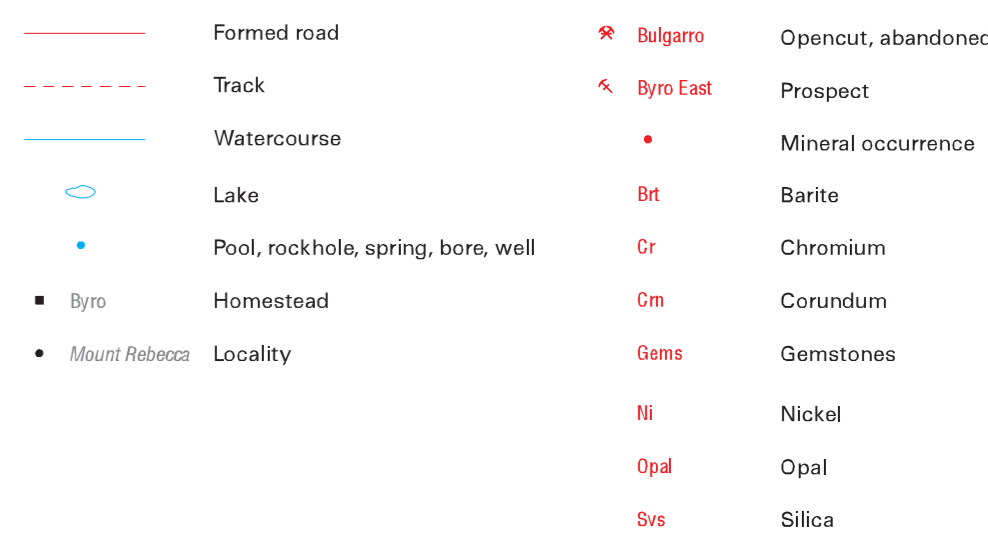 Formed road
Track
Watercourse
Lake
Pool, rockhole, spring, bore, well
Byro Homestead
Mount Rebecca Locality
Bulgarro Opencut, abandoned
Byro East Prospect
Mineral occurrence
Brt Barite
Cr Chromium
Crn Corundum
Gems Gemstones
Ni Nickel
Opal Opal
Svs Silica